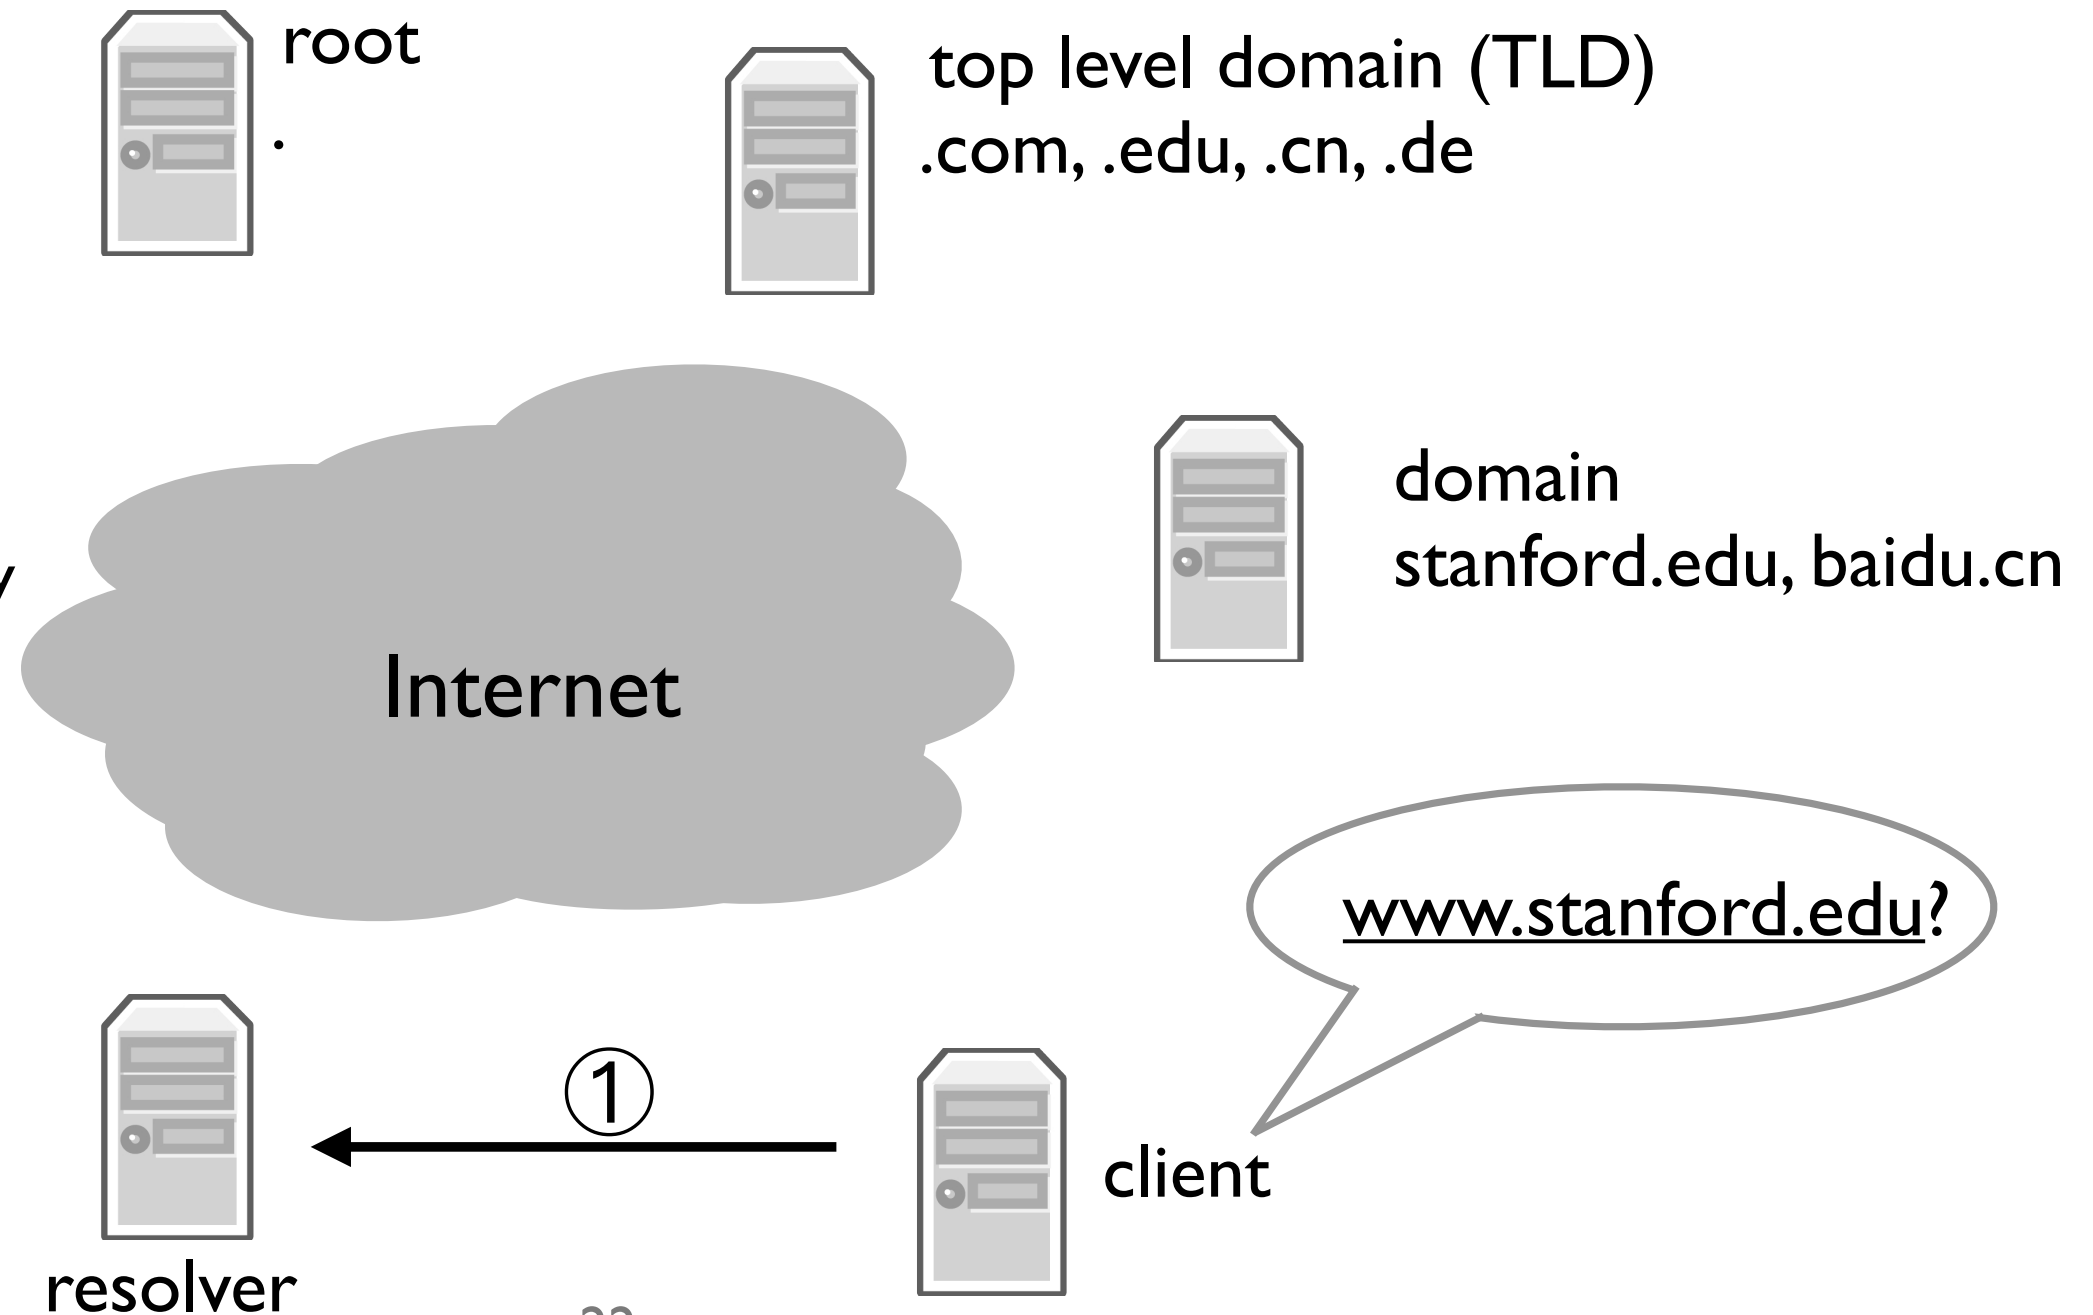 root
.
top level domain (TLD)
.com, .edu, .cn, .de
domain
stanford.edu, baidu.cn
Internet
www.stanford.edu?
①
client
resolver